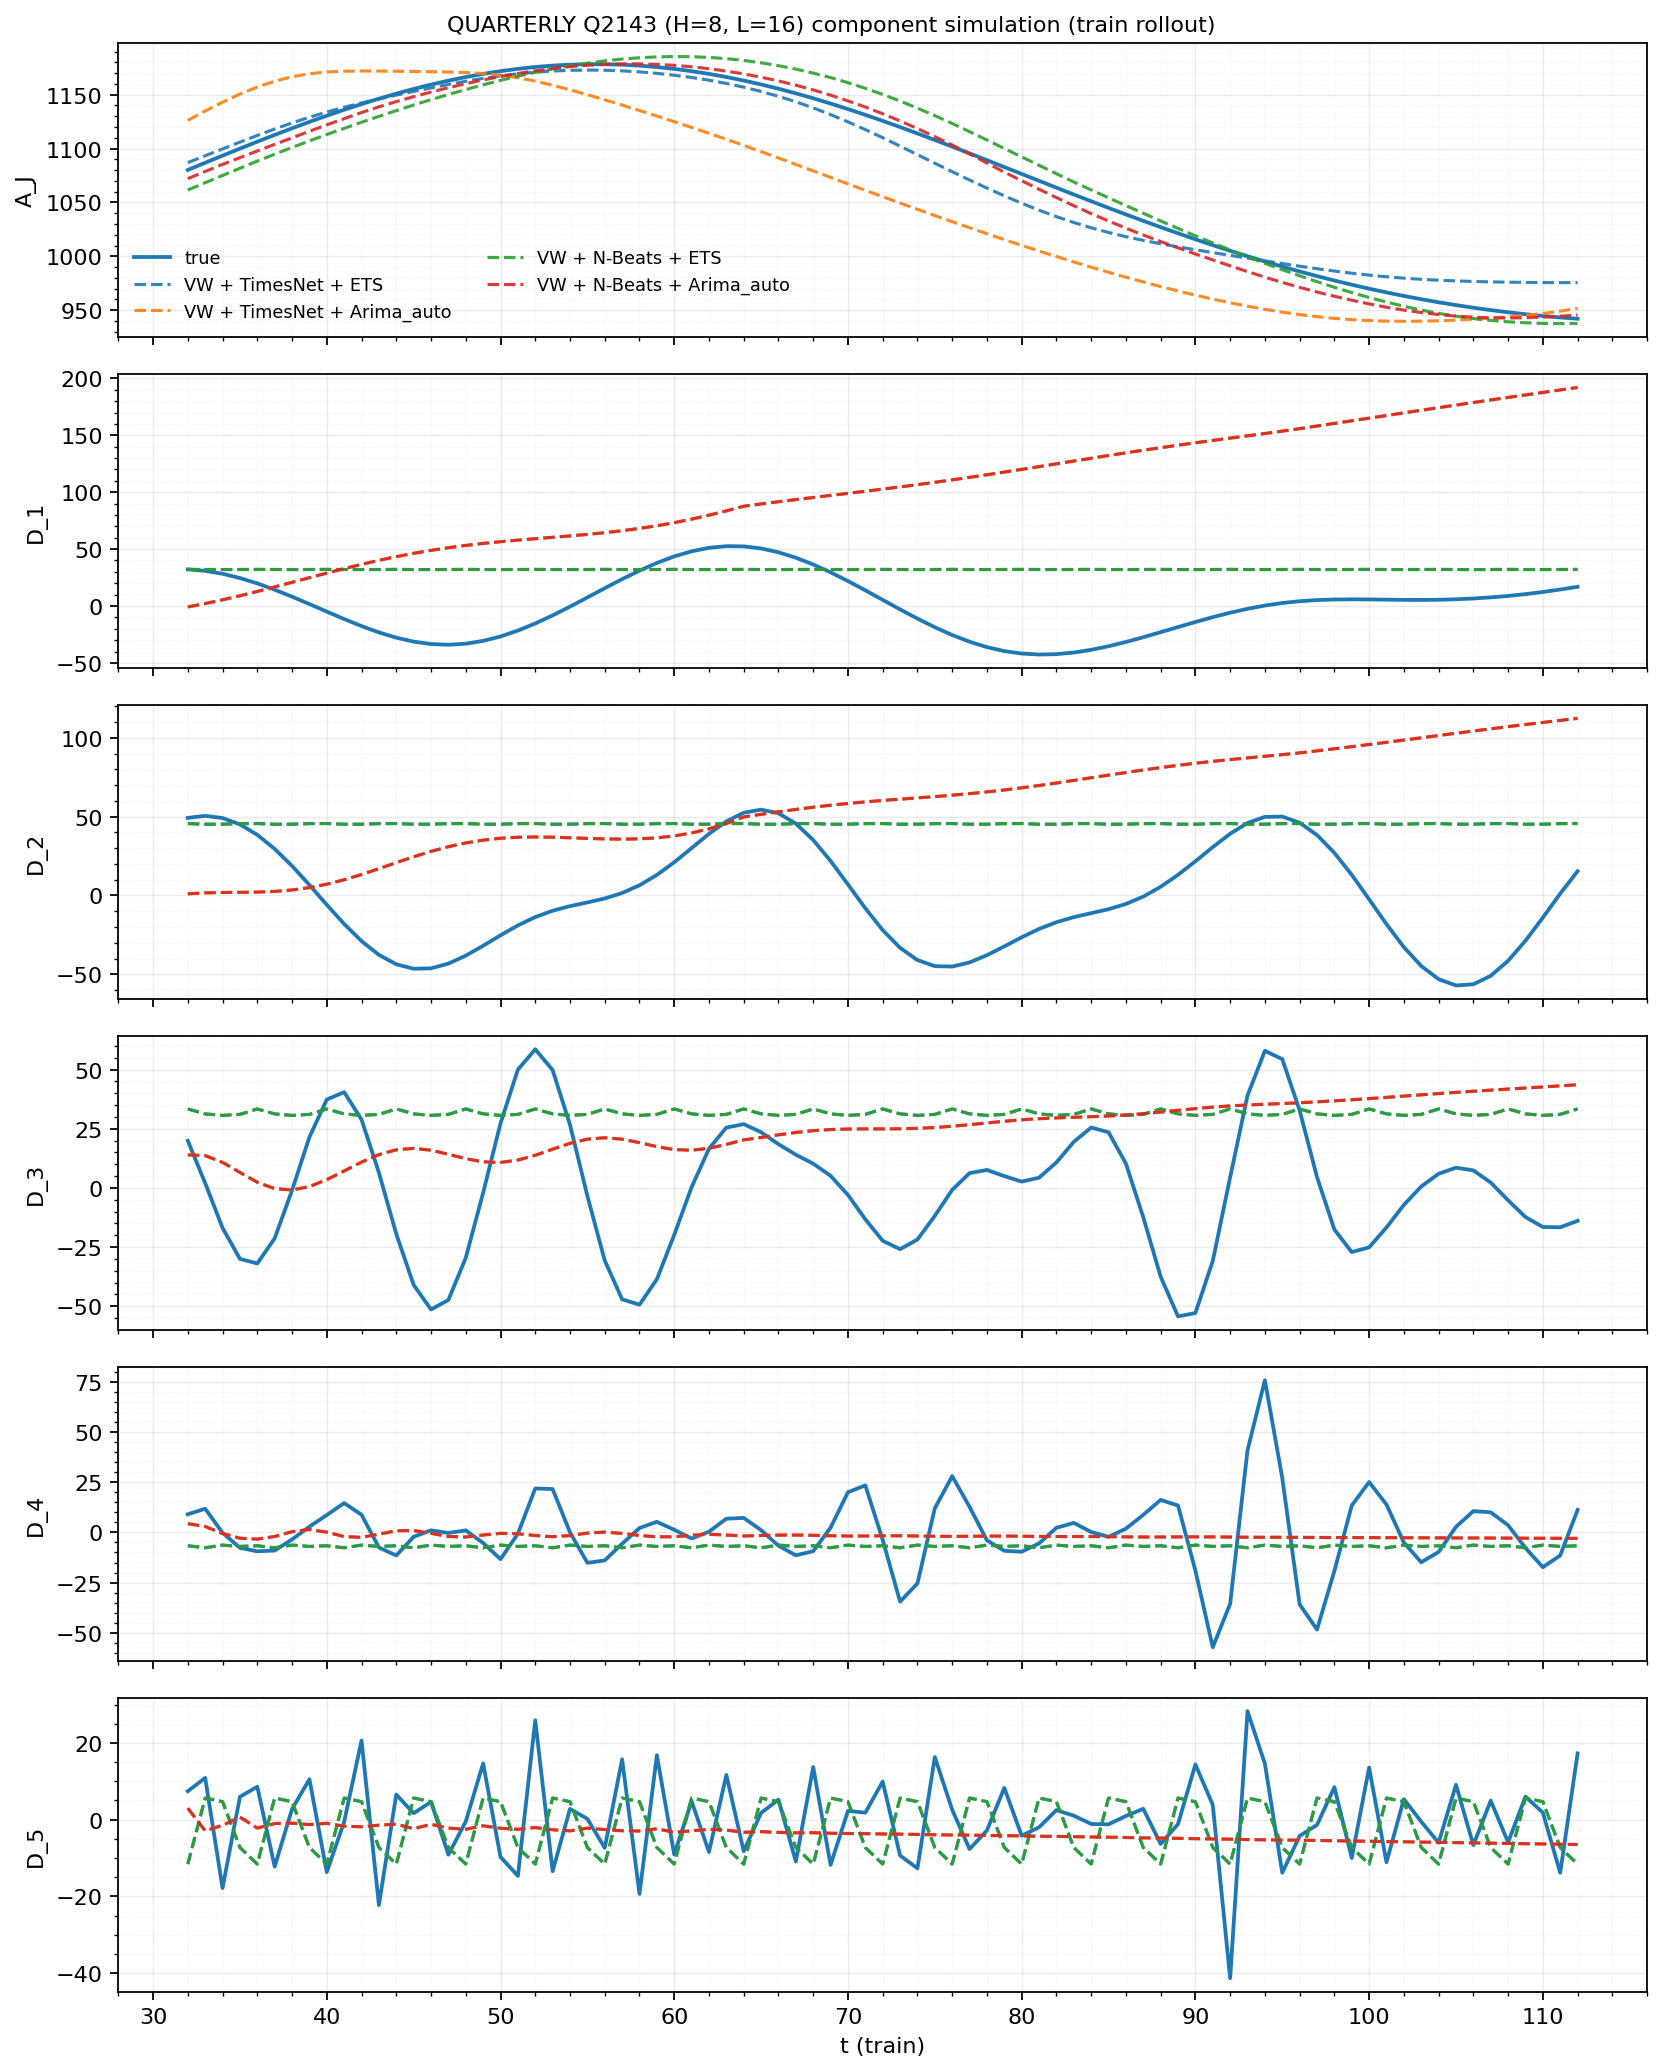 QUARTERLY Q2143 (H=8, L=16) component simulation (train rollout)
A_J
1150
1100
1050
1000
950
true
VW + TimesNet + ETS
VW + TimesNet + Arima_auto
VW + N-Beats + ETS
VW + N-Beats + Arima_auto
D_1
200
150
100
50
0
−50
D_2
100
50
0
−50
D_3
50
25
0
−25
−50
D_4
75
50
25
0
−25
−50
D_5
20
0
−20
−40
30 40 50 60 70 80 90 100 110
t (train)